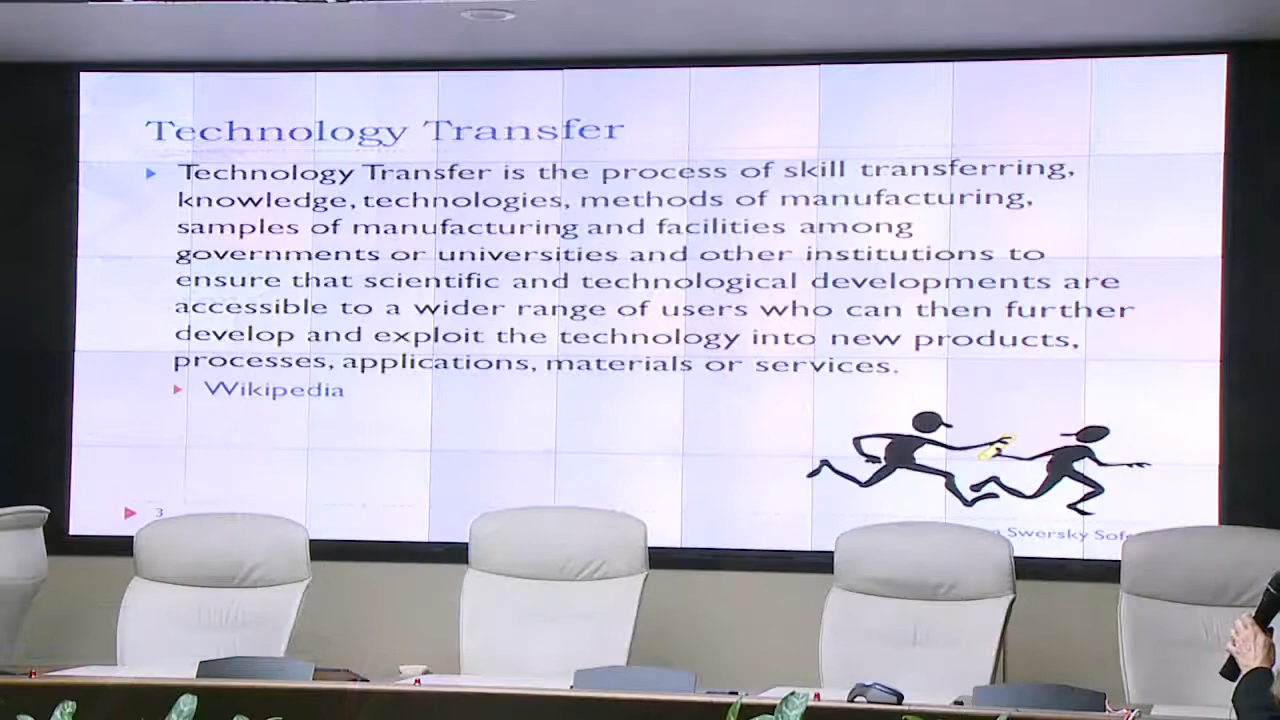 Technology Transfer
Technology Transfer is the process of skill transferring,
knowledge, technologies, methods of manufacturing,
samples of manufacturing and facilities among
governments or universities and other institutions to
ensure that scientific and technological developments are
accessible to a wider range of users who can then further
develop and exploit the technology into new products,
processes, applications, materials or services.
Wikipedia
3
Swersky